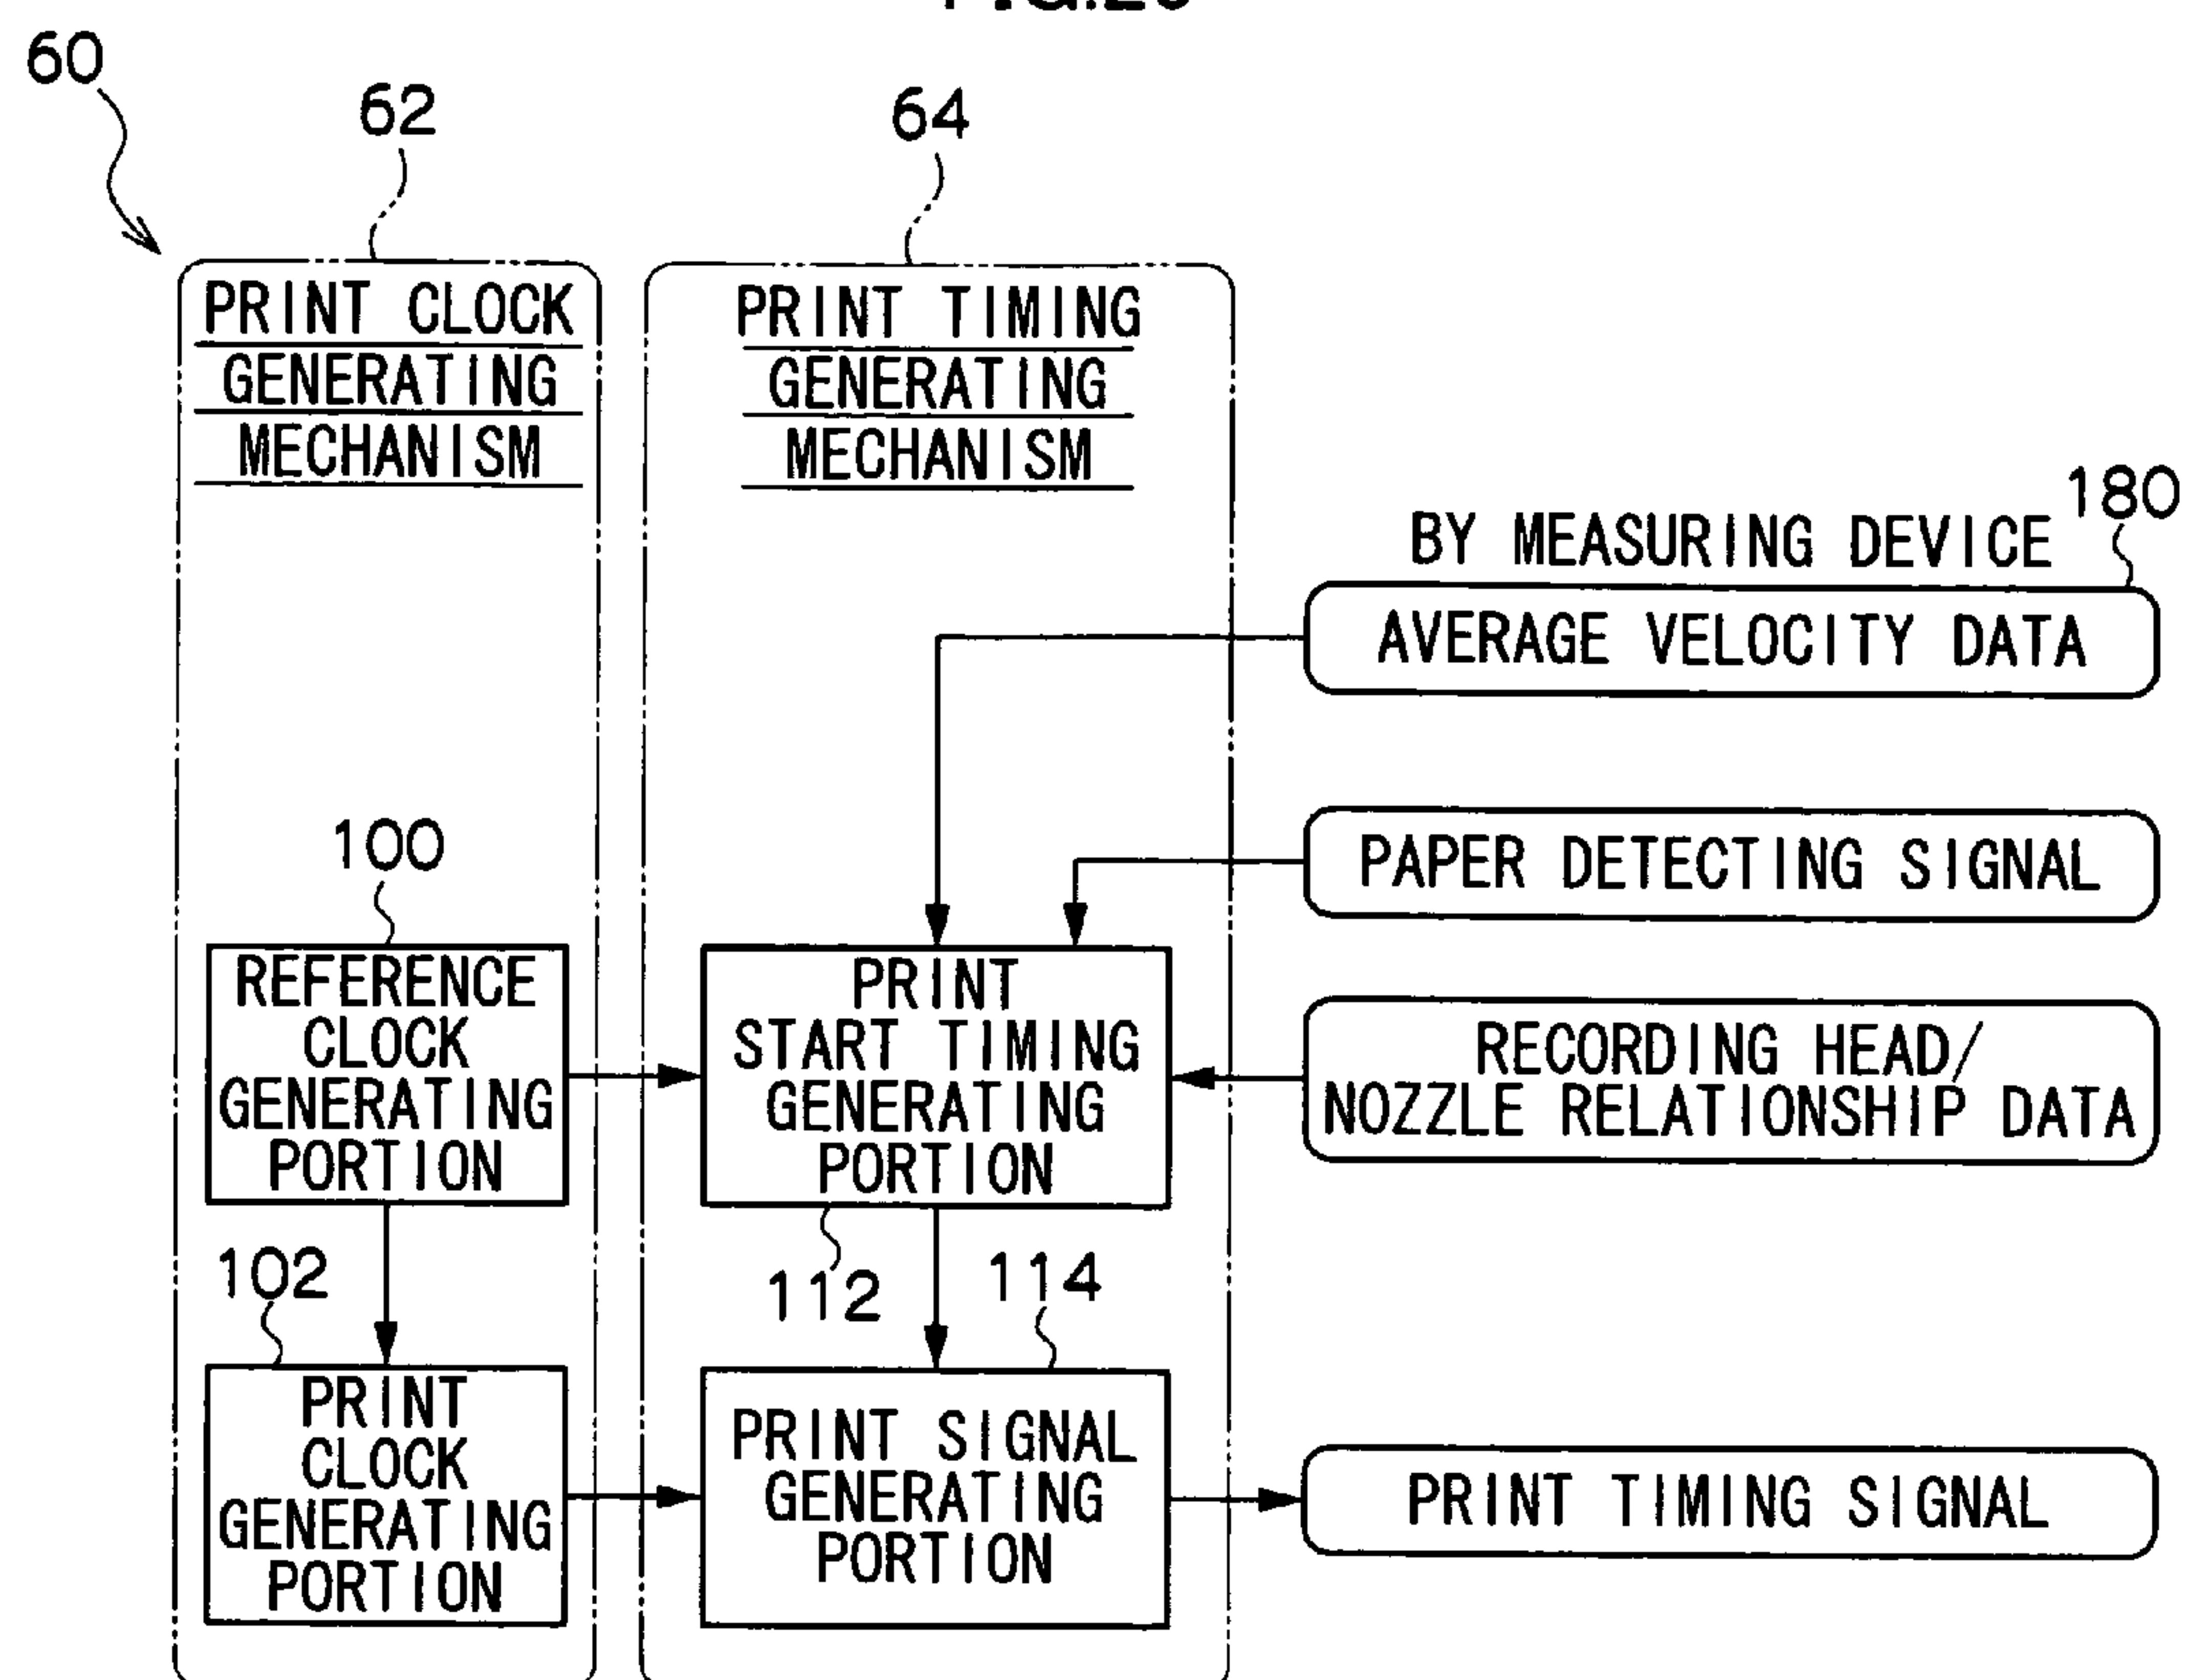 60
62
64
PRINT CLOCK
GENERATING
MECHANISM
PRINT TIMING
GENERATING
MECHANISM
180
BY MEASURING DEVICE
AVERAGE VELOCITY DATA
PAPER DETECTING SIGNAL
100
REFERENCE
CLOCK
GENERATING
PORTION
PRINT
START TIMING
GENERATING
PORTION
RECORDING HEAD/
NOZZLE RELATIONSHIP DATA
102
112
114
PRINT
CLOCK
GENERATING
PORTION
PRINT SIGNAL
GENERATING
PORTION
PRINT TIMING SIGNAL